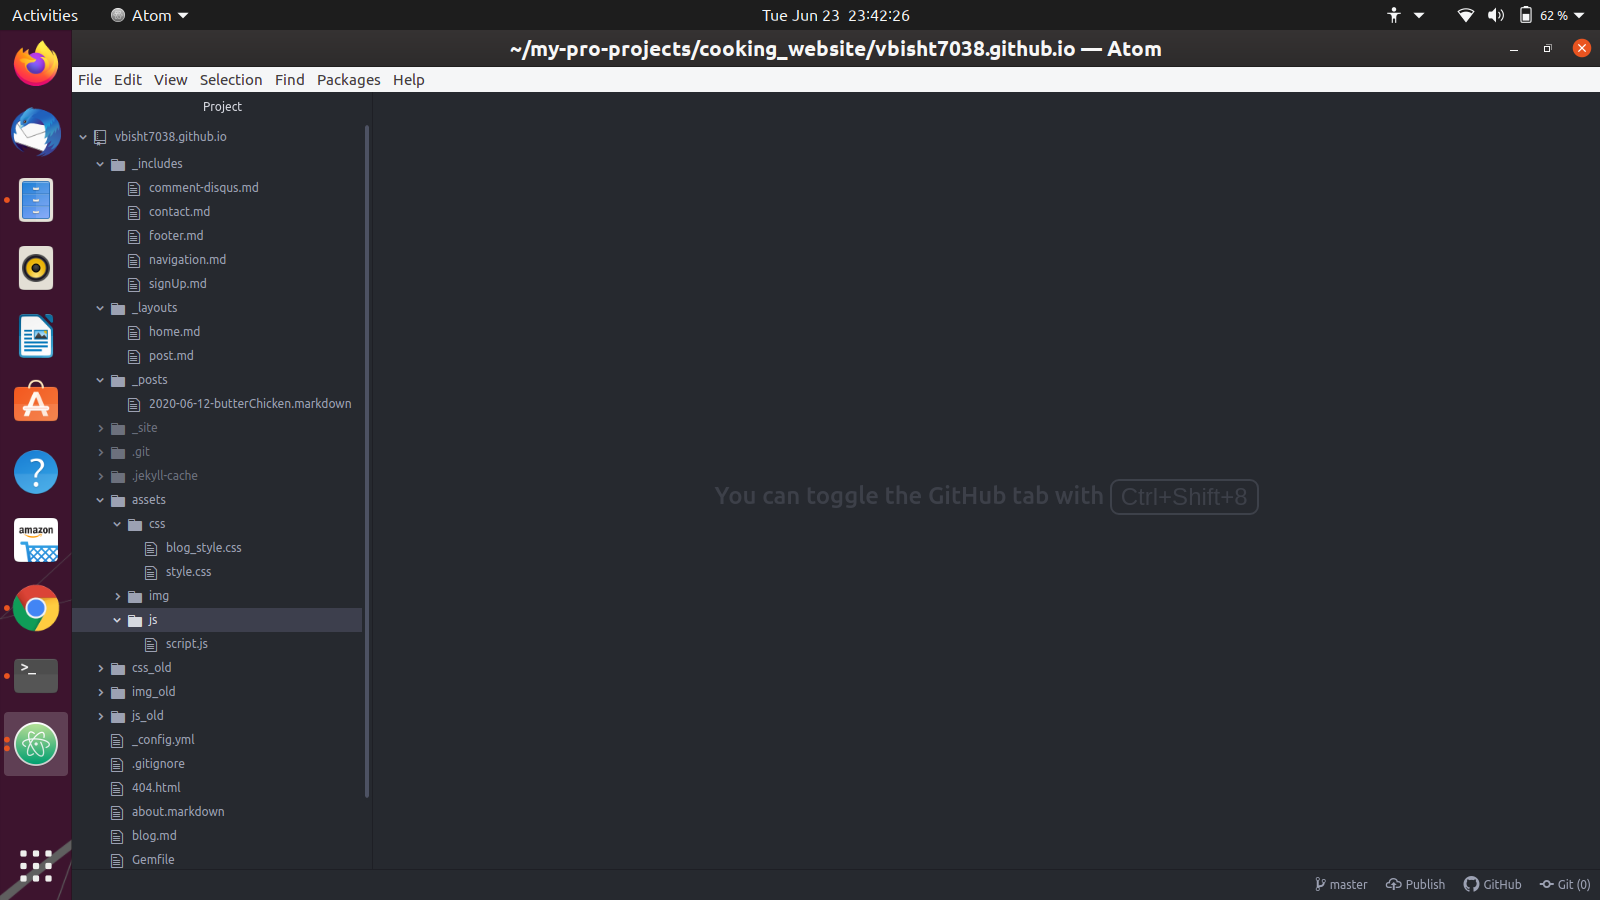 Activities Atom Tue Jun 23 23:42:26 62 %
~/my-pro-projects/cooking_website/vbisht7038.github.io — Atom
File Edit View Selection Find Packages Help
Project
vbisht7038.github.io
_includes
comment-disqus.md
contact.md
footer.md
navigation.md
signUp.md
_layouts
home.md
post.md
_posts
2020-06-12-butterChicken.markdown
_site
.git
.jekyll-cache
assets
css
blog_style.css
style.css
img
js
script.js
css_old
img_old
js_old
_config.yml
.gitignore
404.html
about.markdown
blog.md
Gemfile
You can toggle the GitHub tab with Ctrl+Shift+8
amazon
>_
master Publish GitHub Git (0)